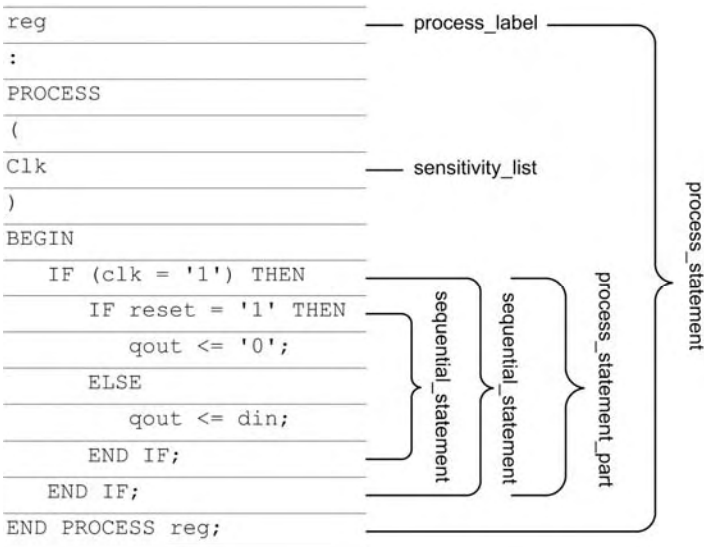 reg process_label
:
PROCESS
(
Clk sensitivity_list
)
BEGIN
IF (clk = '1') THEN
IF reset = '1' THEN
qout <= '0';
ELSE
qout <= din;
END IF;
END IF;
END PROCESS reg;
sequential_statement
sequential_statement
process_statement_part
process_statement